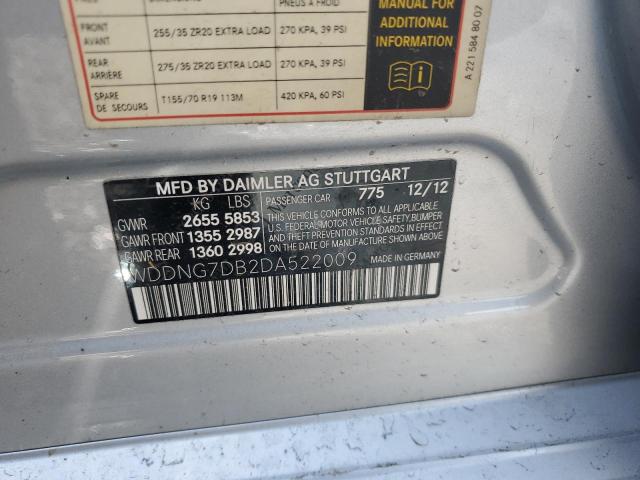 PNEUS A FROID
MANUAL FOR
ADDITIONAL
INFORMATION
FRONT
AVANT
255/35 ZR20 EXTRA LOAD
270 KPA, 39 PSI
REAR
ARRIÈRE
275/35 ZR20 EXTRA LOAD
270 KPA, 39 PSI
SPARE
DE SECOURS
T155/70 R19 113M
420 KPA, 60 PSI
A 221 584 80 07
MFD BY DAIMLER AG STUTTGART
KG LBS
PASSENGER CAR 775 12/12
GVWR 2655 5853
GAWR FRONT 1355 2987
GAWR REAR 1360 2998
THIS VEHICLE CONFORMS TO ALL APPLICABLE
U.S. FEDERAL MOTOR VEHICLE SAFETY, BUMPER
AND THEFT PREVENTION STANDARDS IN EFFECT
ON THE DATE OF MANUFACTURE SHOWN ABOVE.
WDDNG7DB2DA522009
MADE IN GERMANY